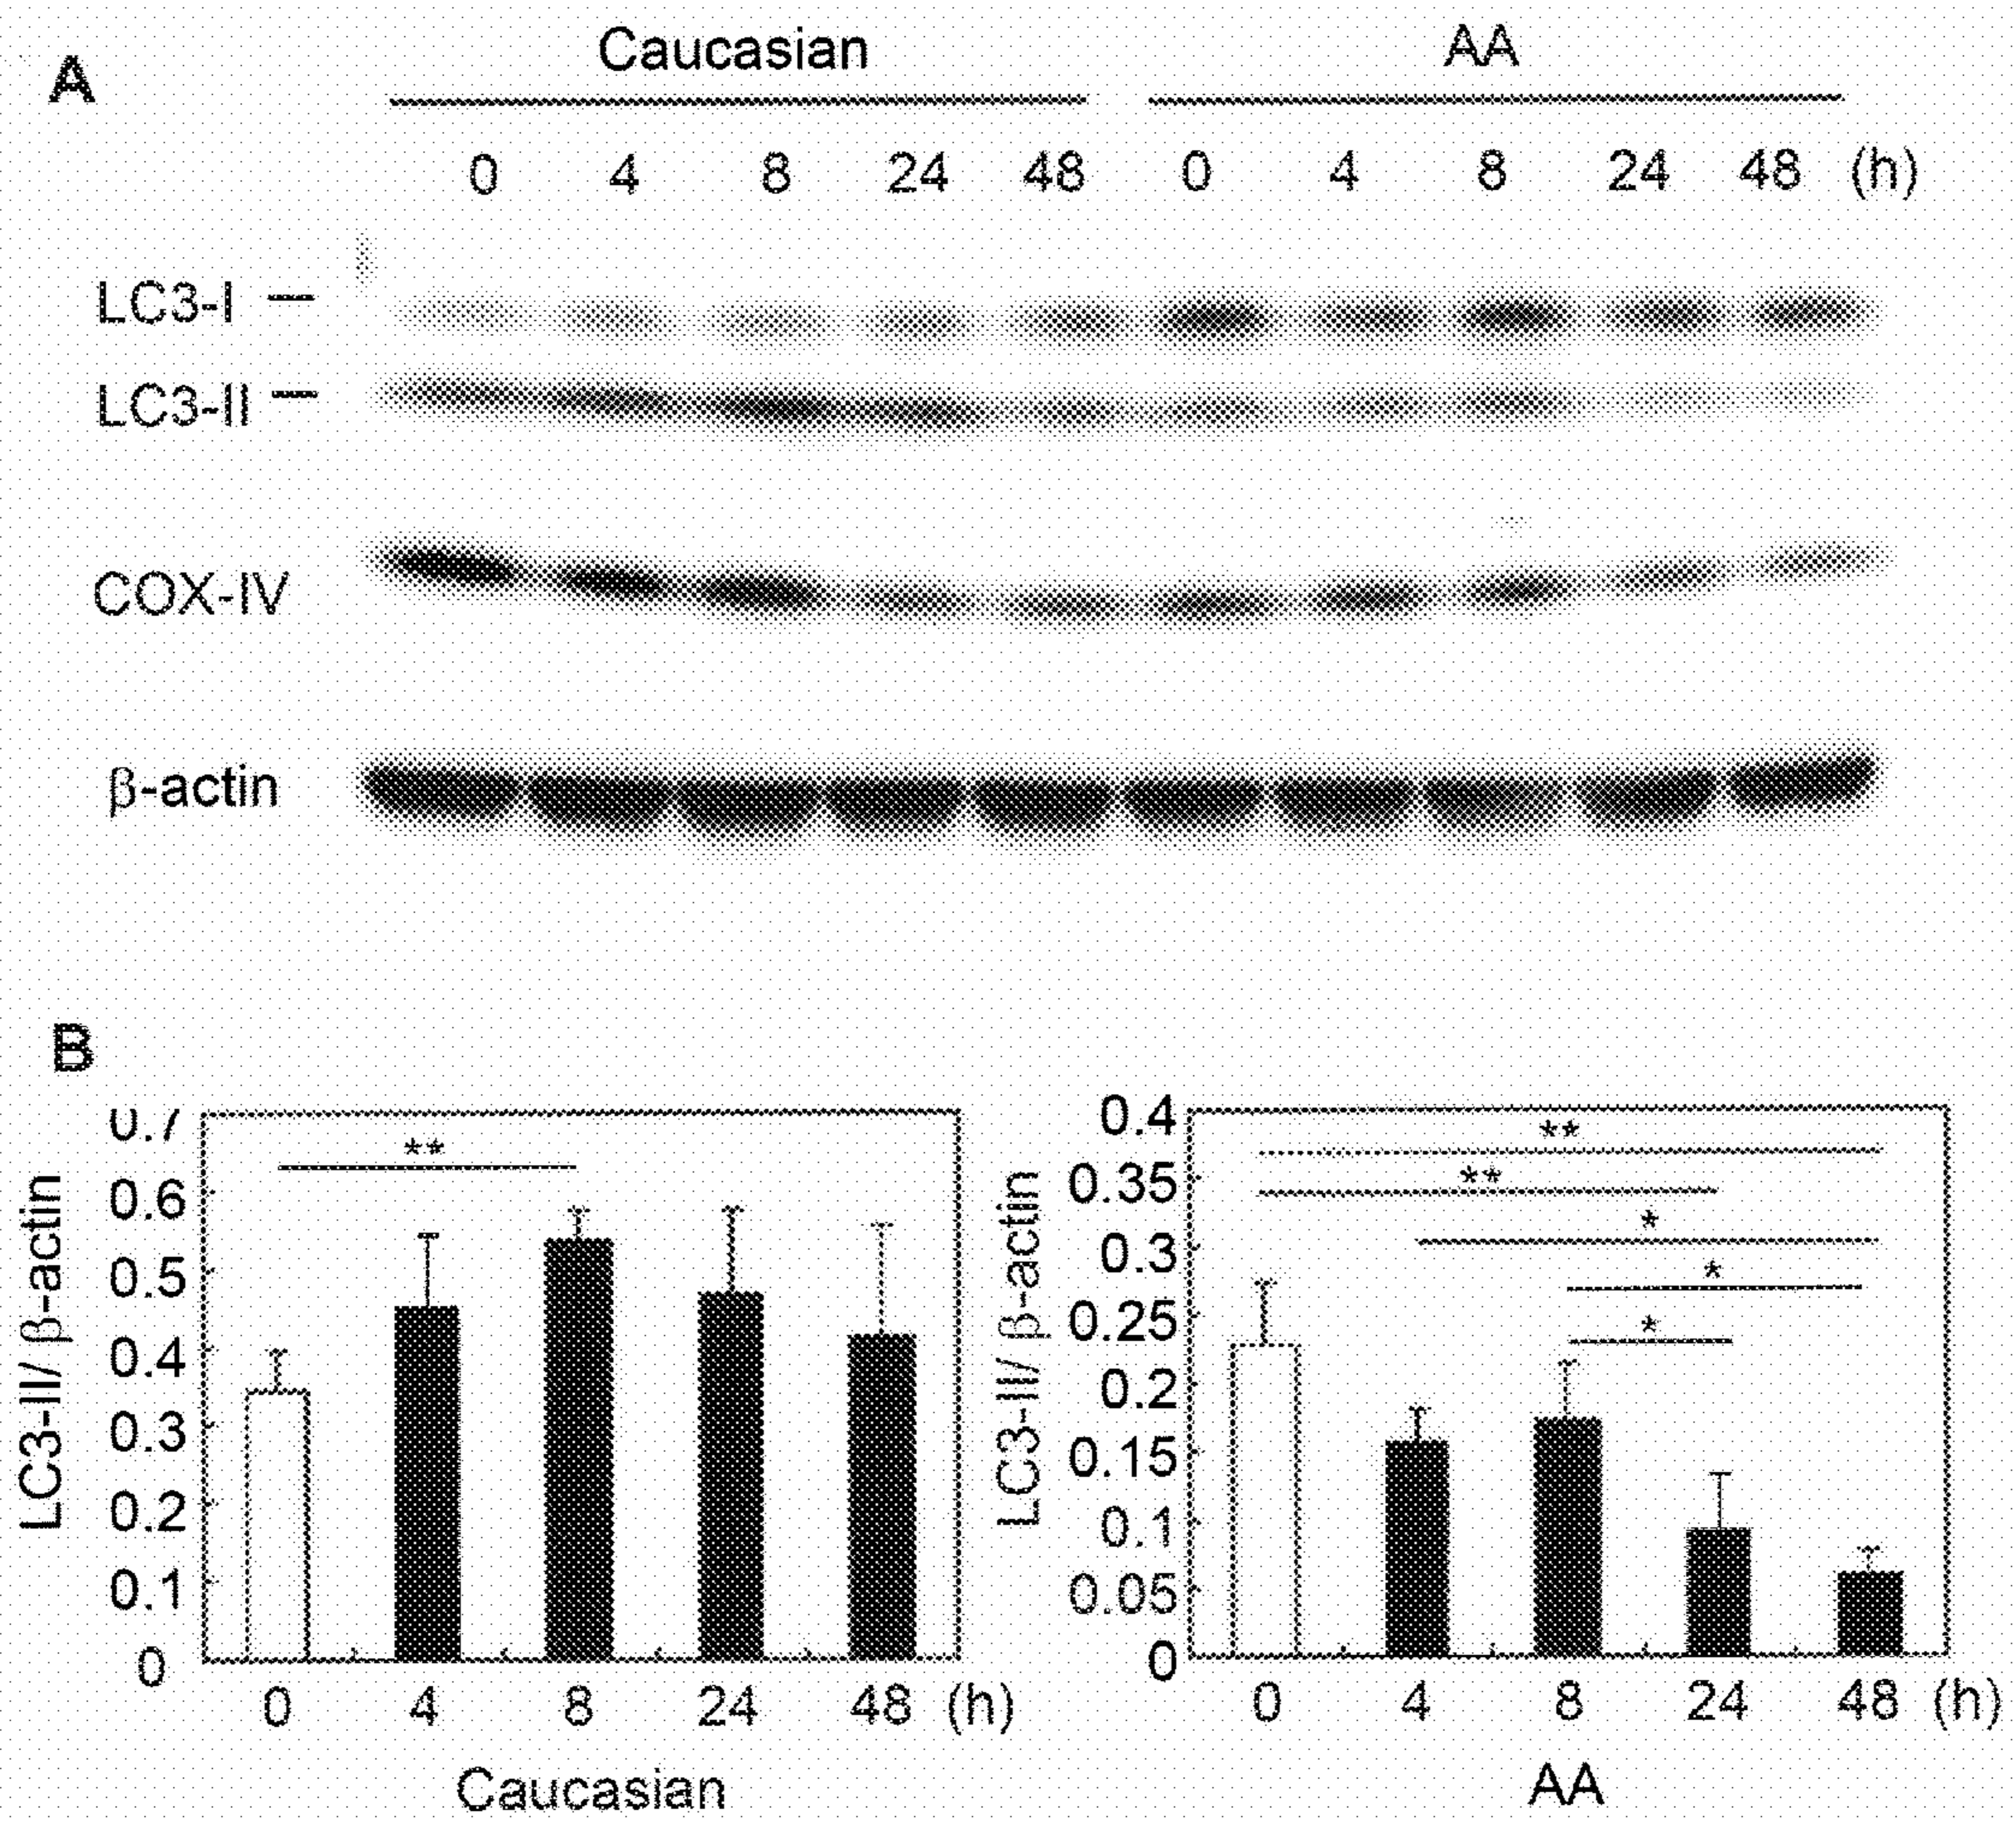 A
Caucasian AA
0 4 8 24 48 0 4 8 24 48 (h)
LC3-I
LC3-II
COX-IV
β-actin
B
LC3-II/ β-actin
0.7
0.6
0.5
0.4
0.3
0.2
0.1
0
**
0 4 8 24 48 (h)
Caucasian
LC3-II/ β-actin
0.4
0.35
0.3
0.25
0.2
0.15
0.1
0.05
0
**
**
*
*
*
0 4 8 24 48 (h)
AA